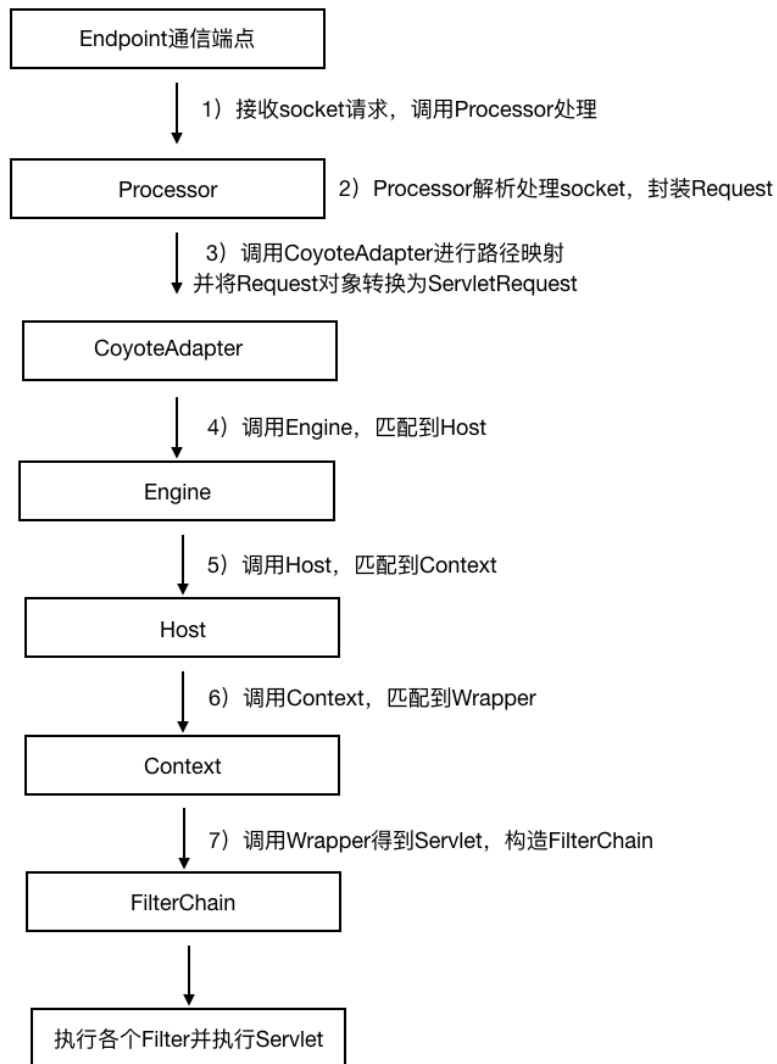 Endpoint通信端点
1）接收socket请求，调用Processor处理
Processor
2）Processor解析处理socket，封装Request
3）调用CoyoteAdapter进行路径映射
并将Request对象转换为ServletRequest
CoyoteAdapter
4）调用Engine，匹配到Host
Engine
5）调用Host，匹配到Context
Host
6）调用Context，匹配到Wrapper
Context
7）调用Wrapper得到Servlet，构造FilterChain
FilterChain
执行各个Filter并执行Servlet